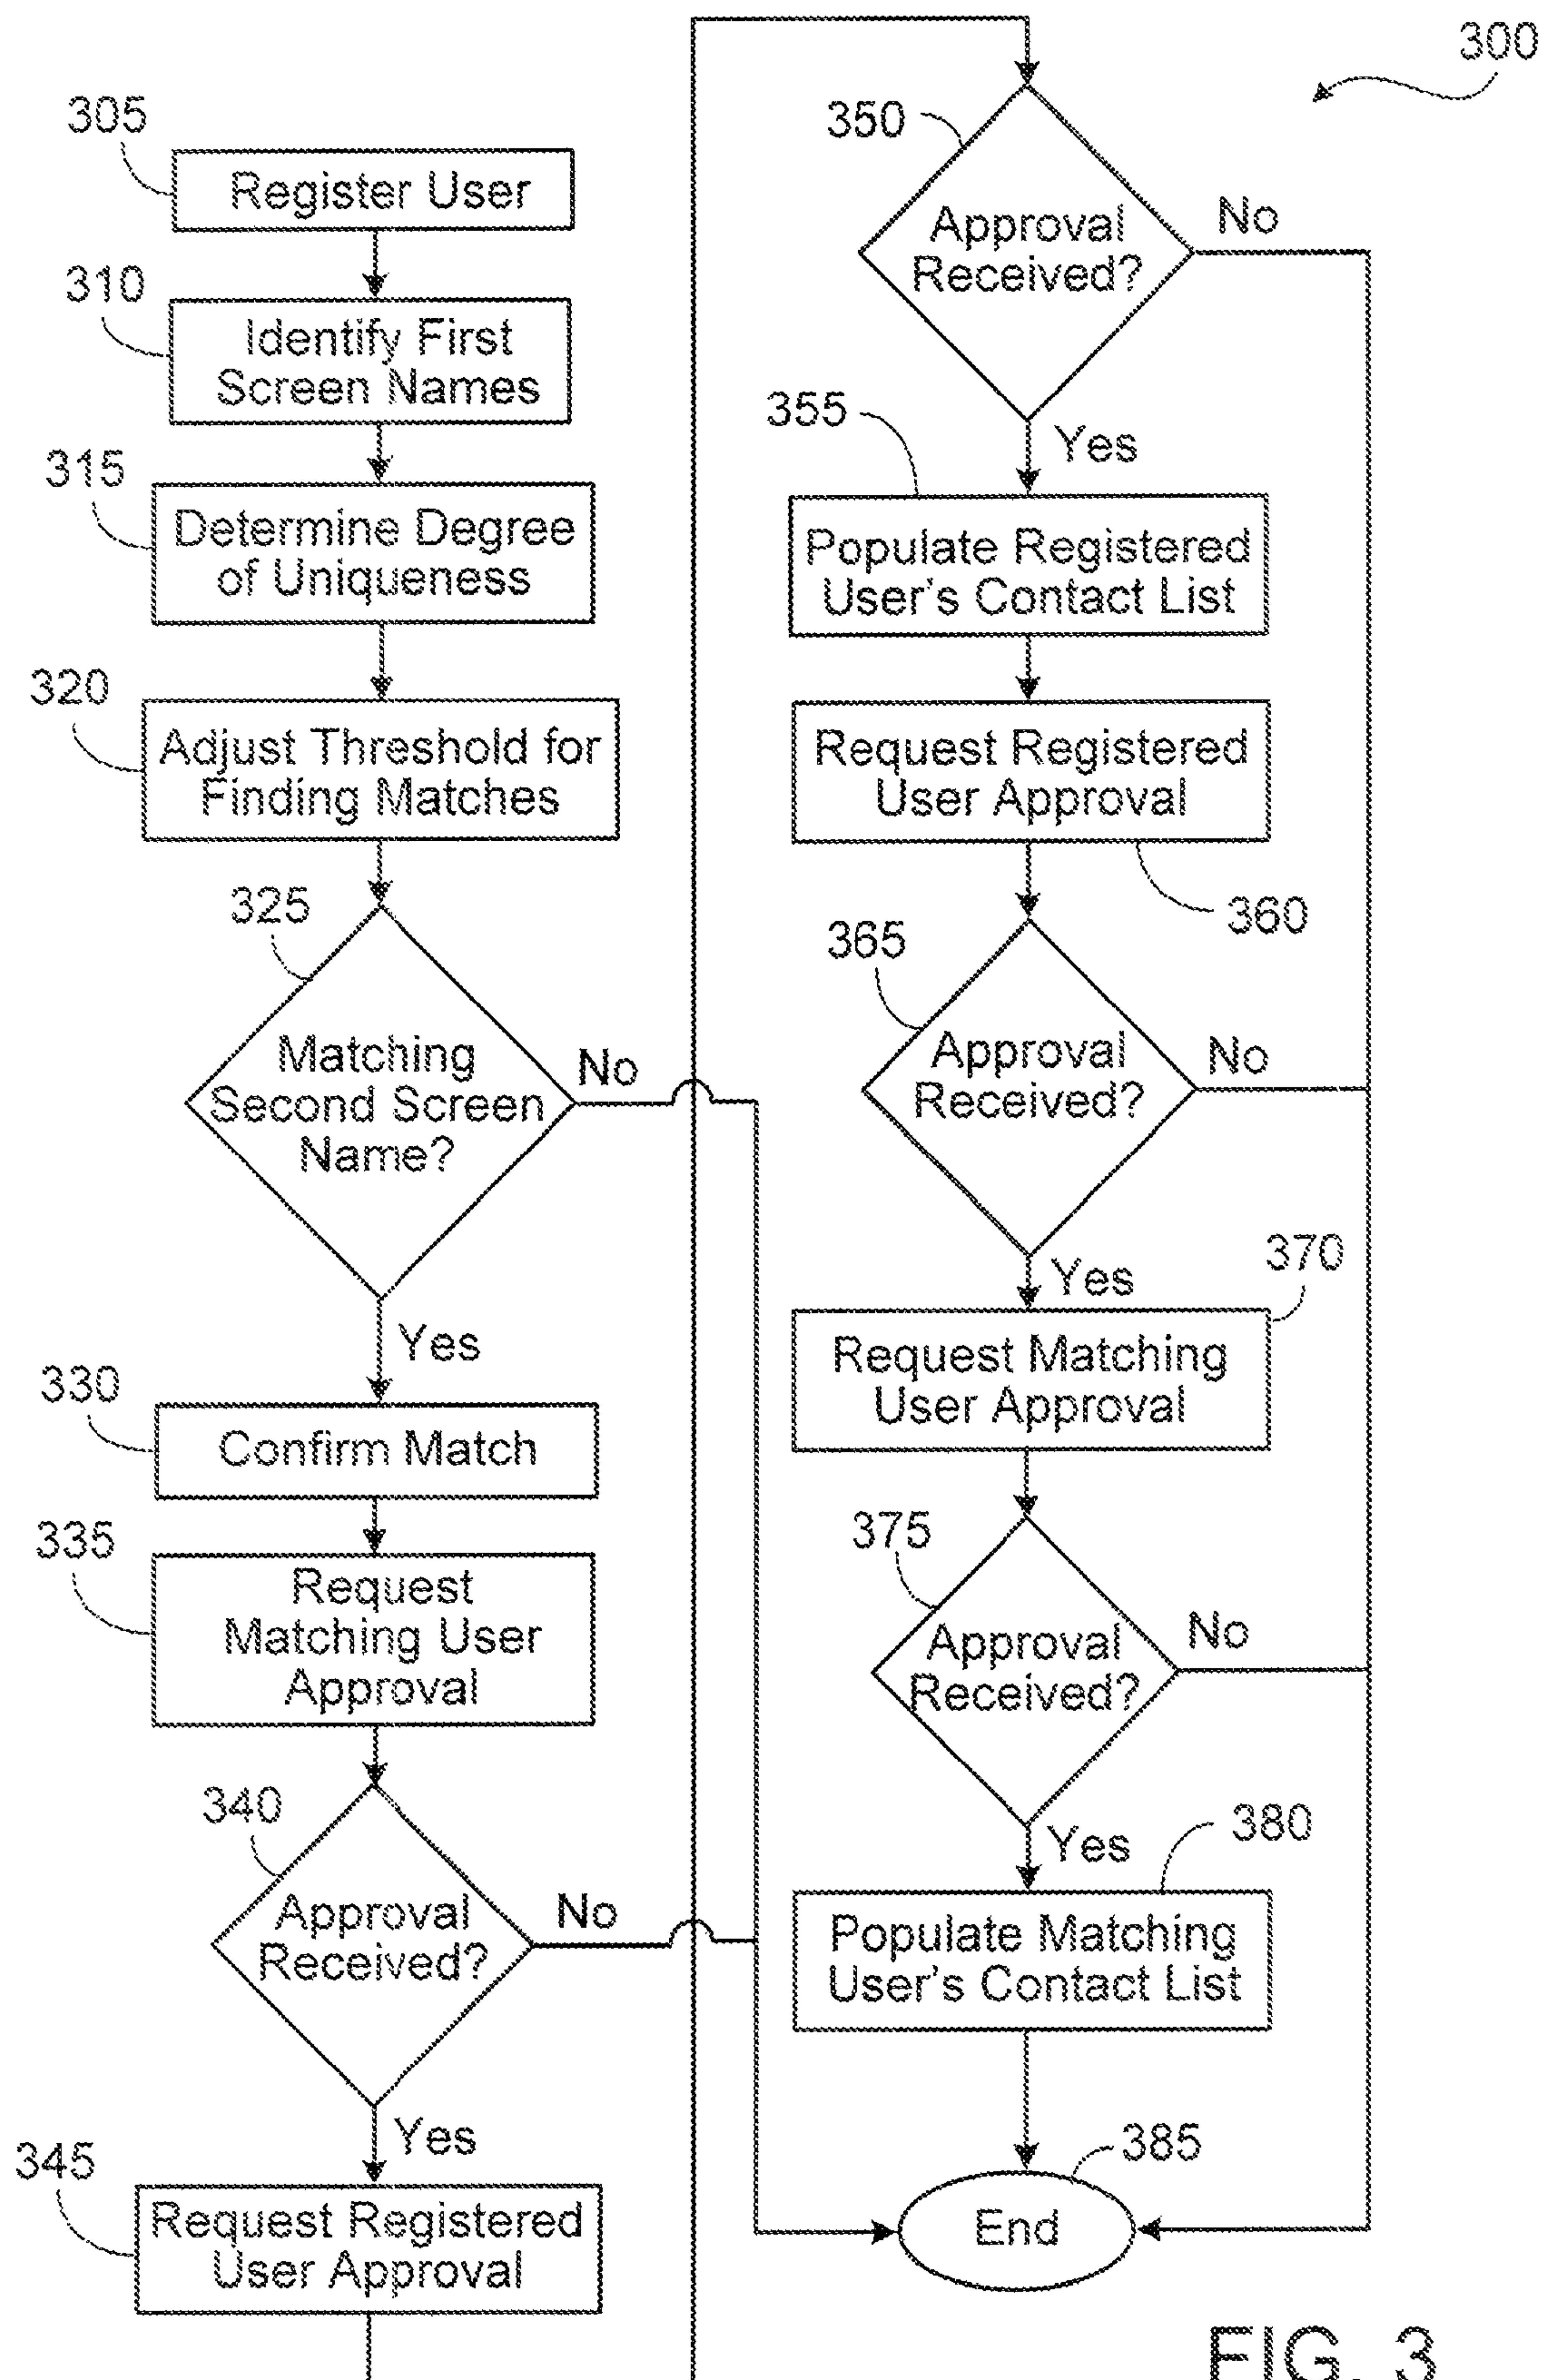 300
305
Register User
310
Identify First
Screen Names
315
Determine Degree
of Uniqueness
320
Adjust Threshold for
Finding Matches
325
Matching
Second Screen
Name?
No
Yes
330
Confirm Match
335
Request
Matching User
Approval
340
Approval
Received?
No
Yes
345
Request Registered
User Approval
350
Approval
Received?
No
Yes
355
Populate Registered
User's Contact List
Request Registered
User Approval
360
365
Approval
Received?
No
Yes
370
Request Matching
User Approval
375
Approval
Received?
No
Yes
380
Populate Matching
User's Contact List
385
End
FIG. 3